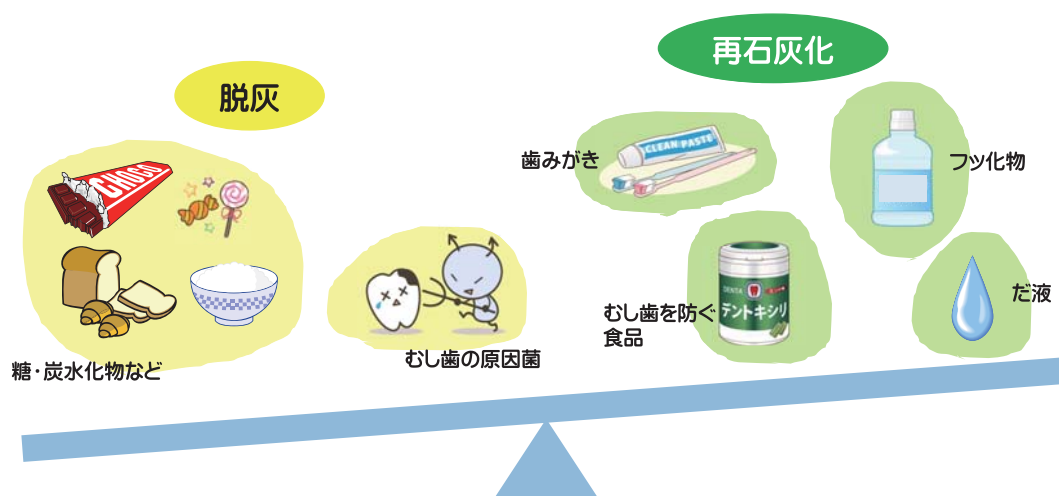 脱灰
再石灰化
CHOCO
糖・炭水化物など
むし歯の原因菌
歯みがき
CLEAN PASTE
フッ化物
むし歯を防ぐ
食品
DENTA
デントキシリ
だ液